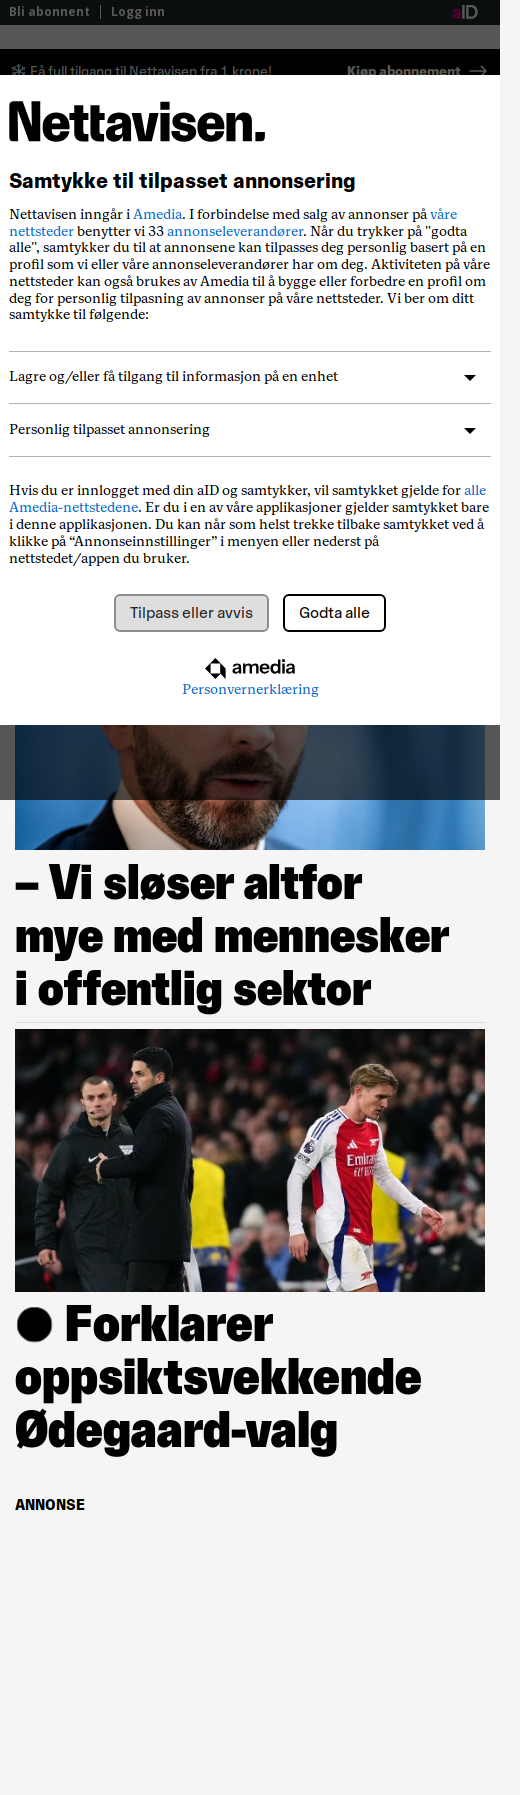 Bli abonnent | Logg inn
aID
Få full tilgang til Nettavisen fra 1 krone!
Kjøp abonnement →
Nettavisen.
Samtykke til tilpasset annonsering
Nettavisen inngår i Amedia. I forbindelse med salg av annonser på våre
nettsteder benytter vi 33 annonseleverandører. Når du trykker på "godta
alle", samtykker du til at annonsene kan tilpasses deg personlig basert på en
profil som vi eller våre annonseleverandører har om deg. Aktiviteten på våre
nettsteder kan også brukes av Amedia til å bygge eller forbedre en profil om
deg for personlig tilpasning av annonser på våre nettsteder. Vi ber om ditt
samtykke til følgende:
Lagre og/eller få tilgang til informasjon på en enhet
Personlig tilpasset annonsering
Hvis du er innlogget med din aID og samtykker, vil samtykket gjelde for alle
Amedia-nettstedene. Er du i en av våre applikasjoner gjelder samtykket bare
i denne applikasjonen. Du kan når som helst trekke tilbake samtykket ved å
klikke på “Annonseinnstillinger” i menyen eller nederst på
nettstedet/appen du bruker.
Tilpass eller avvis
Godta alle
amedia
Personvernerklæring
– Vi sløser altfor
mye med mennesker
i offentlig sektor
Forklarer
oppsiktsvekkende
Ødegaard-valg
ANNONSE